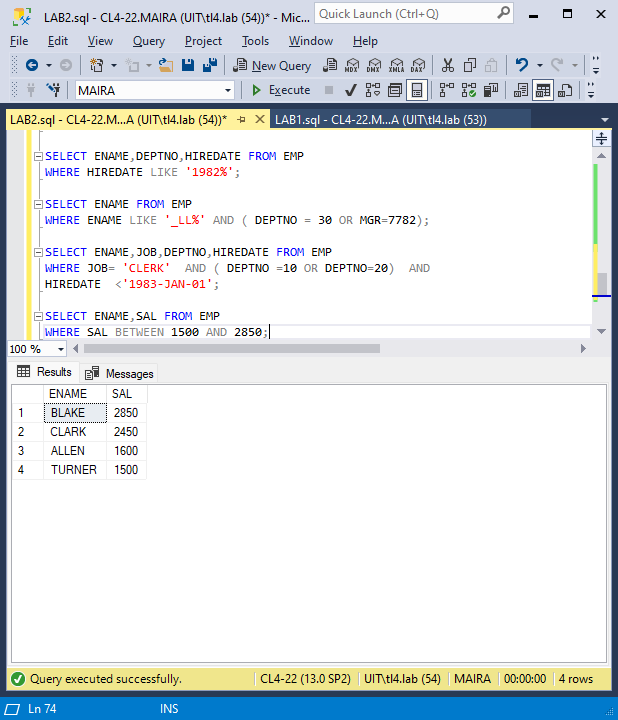 LAB2.sql - CL4-22.MAIRA (UIT\tl4.lab (54))* - Mic...
Quick Launch (Ctrl+Q)
File Edit View Query Project Tools Window Help
New Query MDX DMX XMLA DAX
MAIRA Execute
LAB2.sql - CL4-22.M...A (UIT\tl4.lab (54))* LAB1.sql - CL4-22.M...A (UIT\tl4.lab (53))
SELECT ENAME,DEPTNO,HIREDATE FROM EMP
WHERE HIREDATE LIKE '1982%';
SELECT ENAME FROM EMP
WHERE ENAME LIKE '_LL%' AND ( DEPTNO = 30 OR MGR=7782);
SELECT ENAME,JOB,DEPTNO,HIREDATE FROM EMP
WHERE JOB= 'CLERK'  AND ( DEPTNO =10 OR DEPTNO=20)  AND
HIREDATE  <'1983-JAN-01';
SELECT ENAME,SAL FROM EMP
WHERE SAL BETWEEN 1500 AND 2850;
100 %
Results Messages
ENAME SAL
1 BLAKE 2850
2 CLARK 2450
3 ALLEN 1600
4 TURNER 1500
Query executed successfully. CL4-22 (13.0 SP2) UIT\tl4.lab (54) MAIRA 00:00:00 4 rows
Ln 74 INS